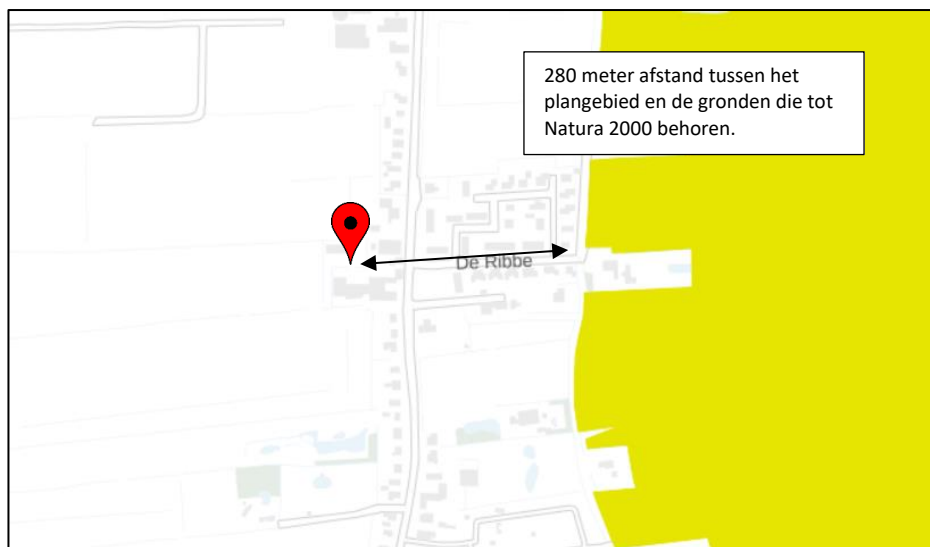 280 meter afstand tussen het
plangebied en de gronden die tot
Natura 2000 behoren.
De Ribbe